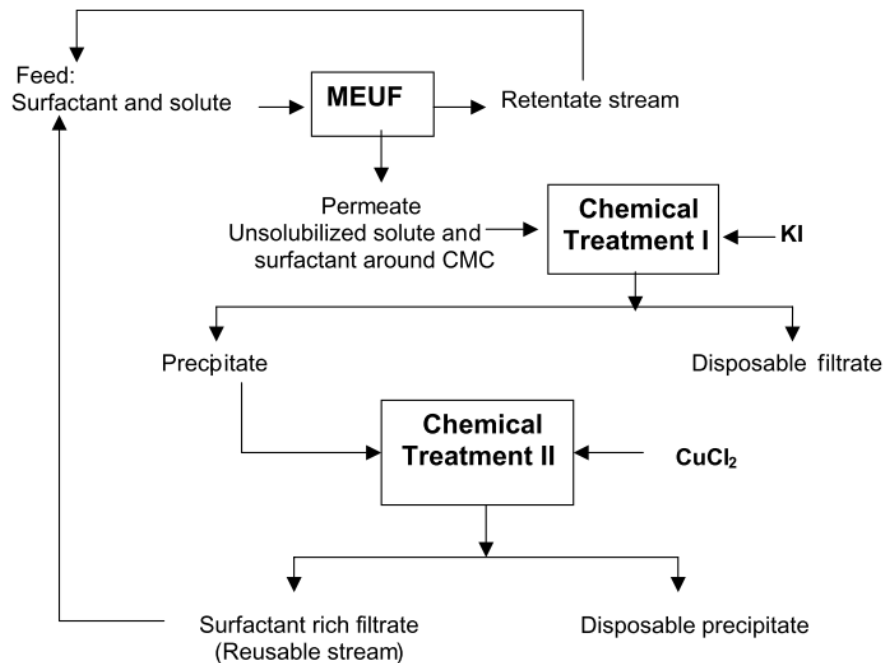 Feed:
Surfactant and solute
MEUF
Retentate stream
Permeate
Unsolubilized solute and
surfactant around CMC
Chemical
Treatment I
KI
Precipitate
Disposable filtrate
Chemical
Treatment II
CuCl₂
Surfactant rich filtrate
(Reusable stream)
Disposable precipitate